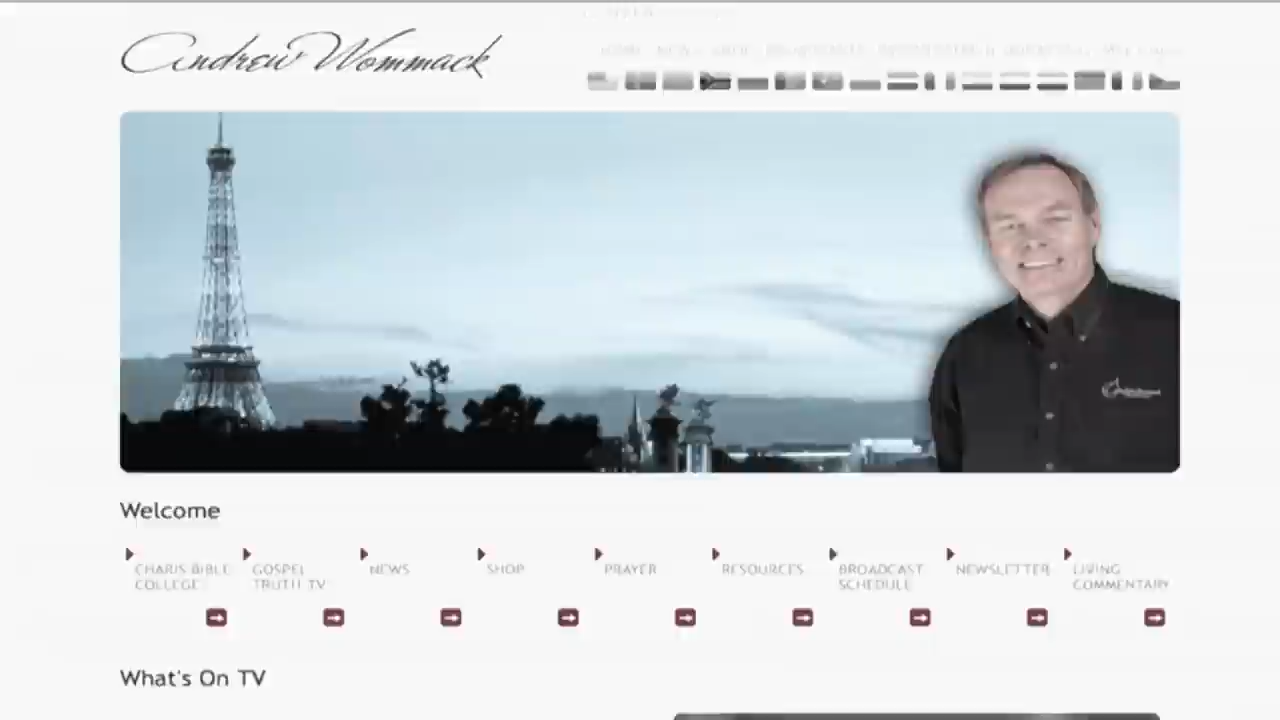 Andrew Wommack
Welcome
CHARIS BIBLE
COLLEGE
GOSPEL
TRUTH TV
NEWS
SHOP
PRAYER
RESOURCES
BROADCAST
SCHEDULE
NEWSLETTER
LIVING
COMMENTARY
What's On TV